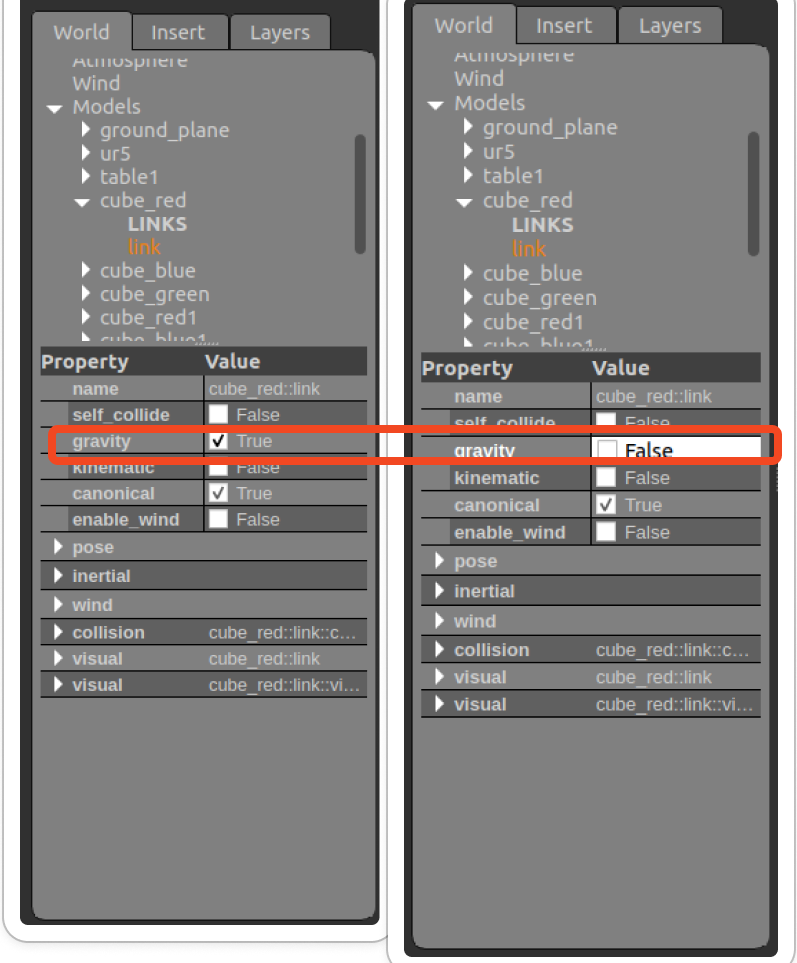 World Insert Layers
Atmosphere
Wind
Models
ground_plane
ur5
table1
cube_red
LINKS
link
cube_blue
cube_green
cube_red1
cube_blue1...
Property Value
name cube_red::link
self_collide False
gravity True
kinematic False
canonical True
enable_wind False
pose
inertial
wind
collision cube_red::link::c...
visual cube_red::link
visual cube_red::link::vi...
World Insert Layers
Atmosphere
Wind
Models
ground_plane
ur5
table1
cube_red
LINKS
link
cube_blue
cube_green
cube_red1
cube_blue1...
Property Value
name cube_red::link
self_collide False
gravity False
kinematic False
canonical True
enable_wind False
pose
inertial
wind
collision cube_red::link::c...
visual cube_red::link
visual cube_red::link::vi...